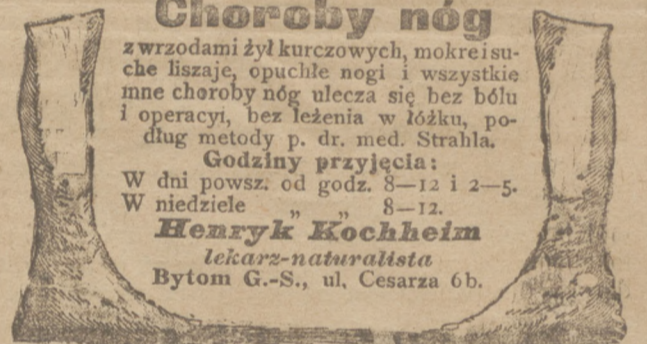 Choroby nóg
z wrzodami żył kurczowych, mokre i su-
che liszaje, opuchłe nogi i wszystkie
mne choroby nóg ulecza się bez bólu
i operacyi, bez leżenia w łóżku, po-
dług metody p. dr. med. Strahla.
Godziny przyjęcia:
W dni powsz. od godz. 8—12 i 2—5.
W niedziele „ „ 8—12.
Henryk Kochheim
lekarz-naturalista
Bytom G.-S., ul. Cesarza 6b.